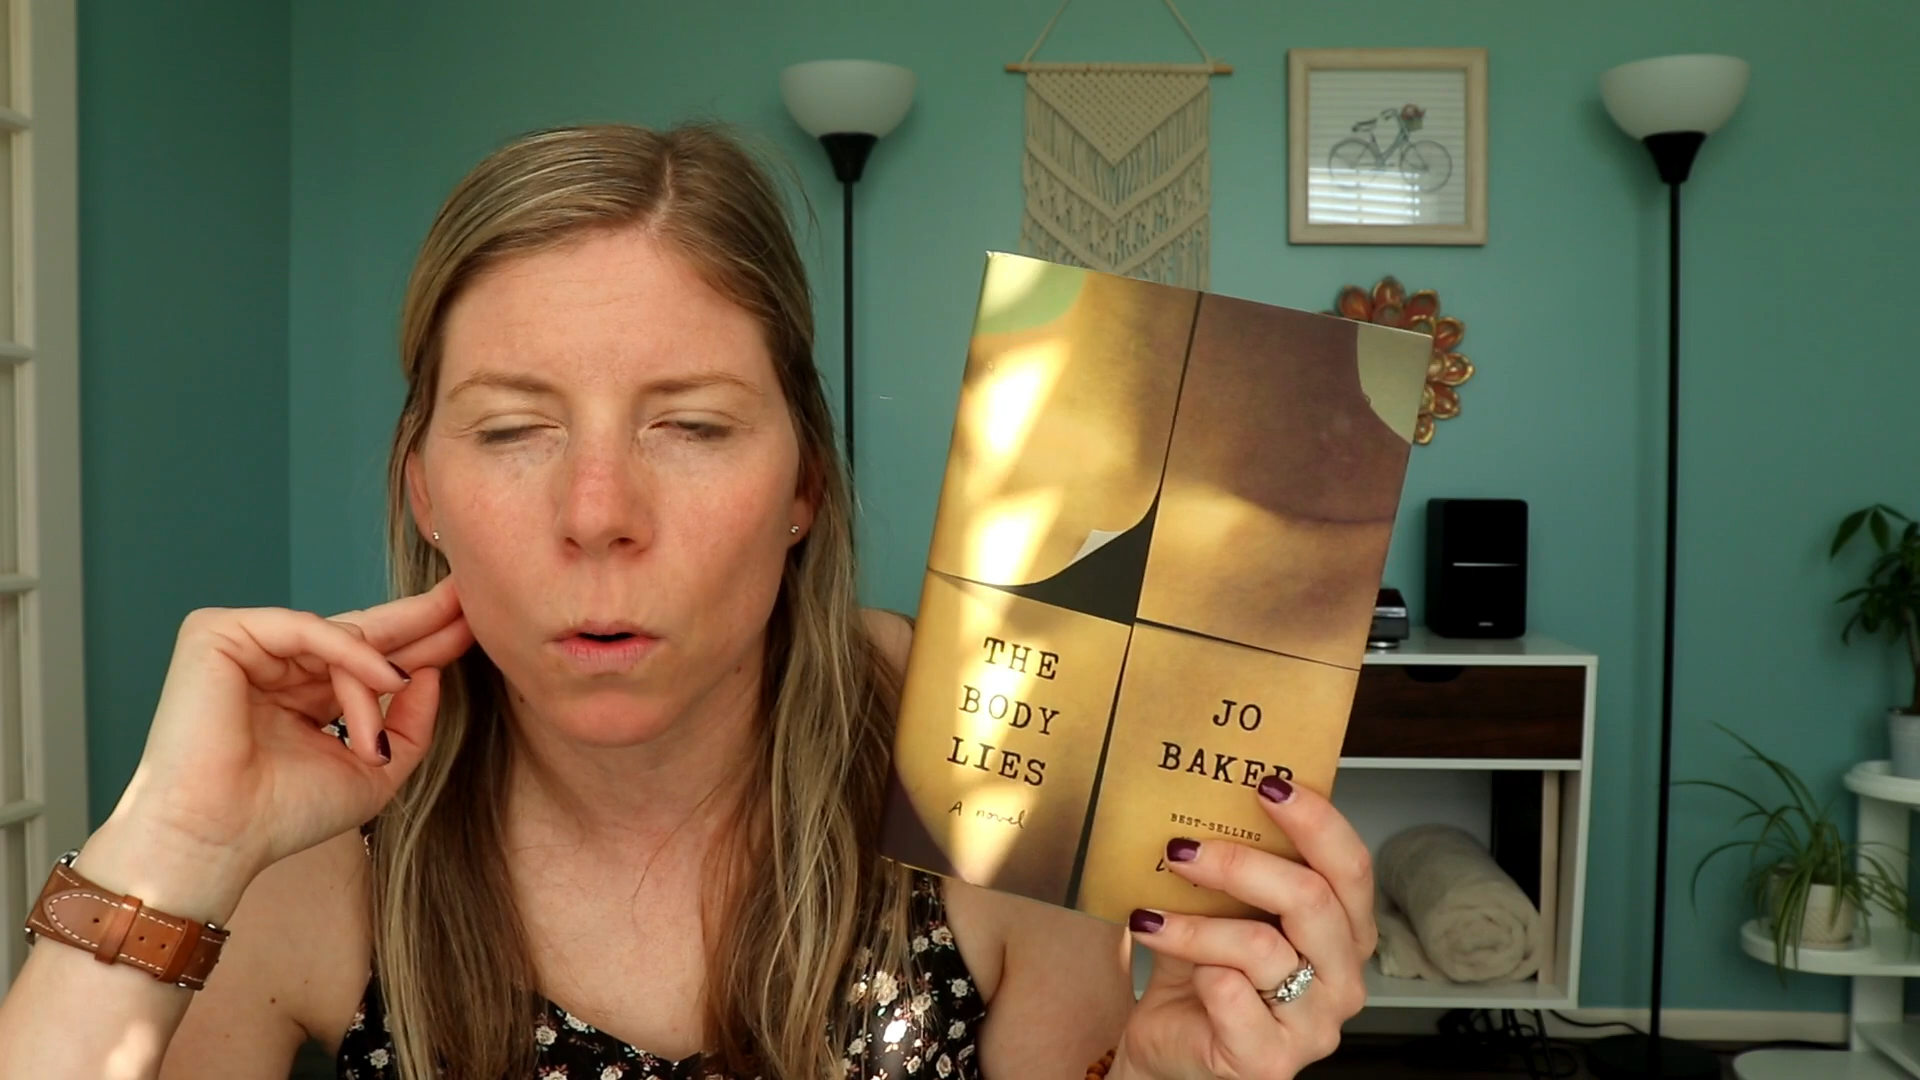 THE
BODY
LIES
A novel
JO
BAKER
BEST-SELLING